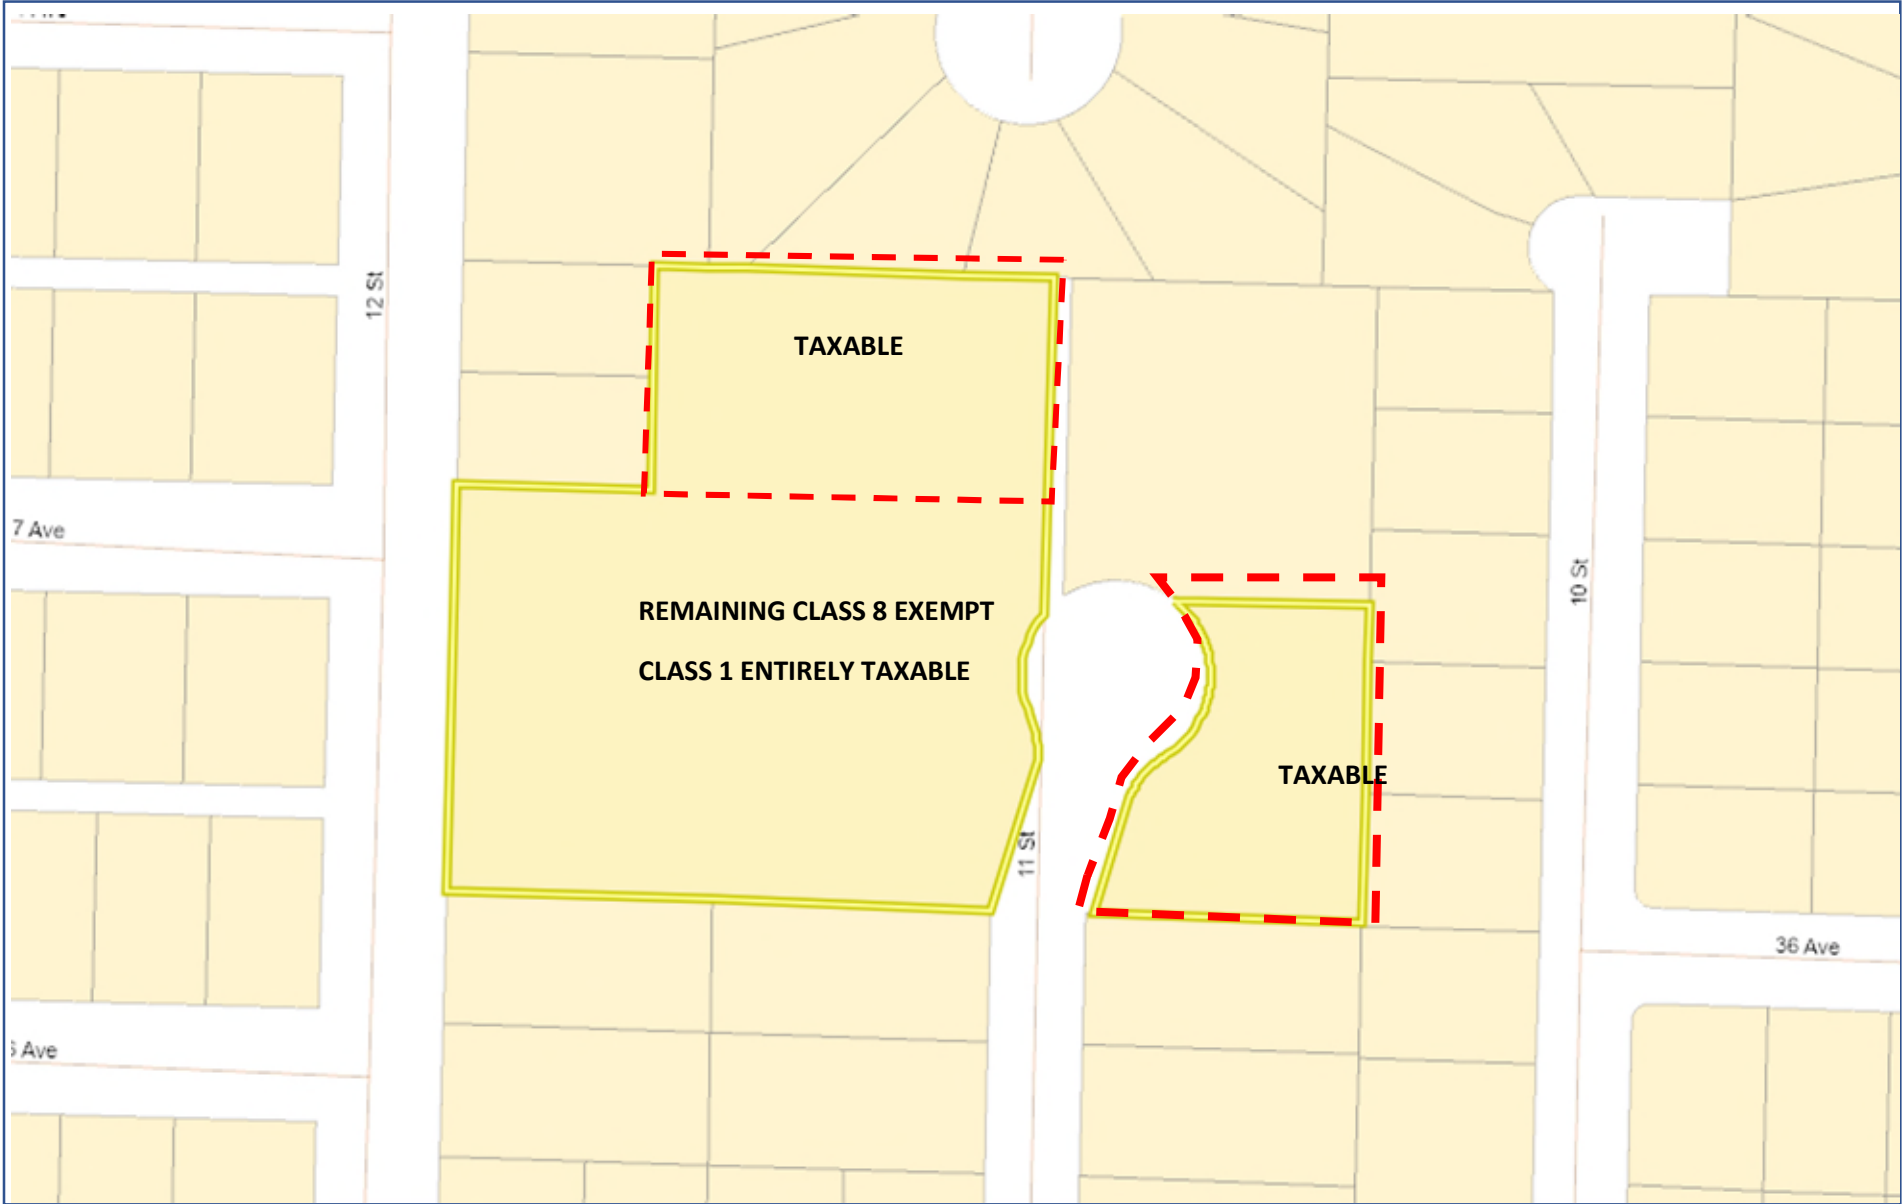 12 St
TAXABLE
7 Ave
10 St
REMAINING CLASS 8 EXEMPT
CLASS 1 ENTIRELY TAXABLE
TAXABLE
11 St
36 Ave
Ave